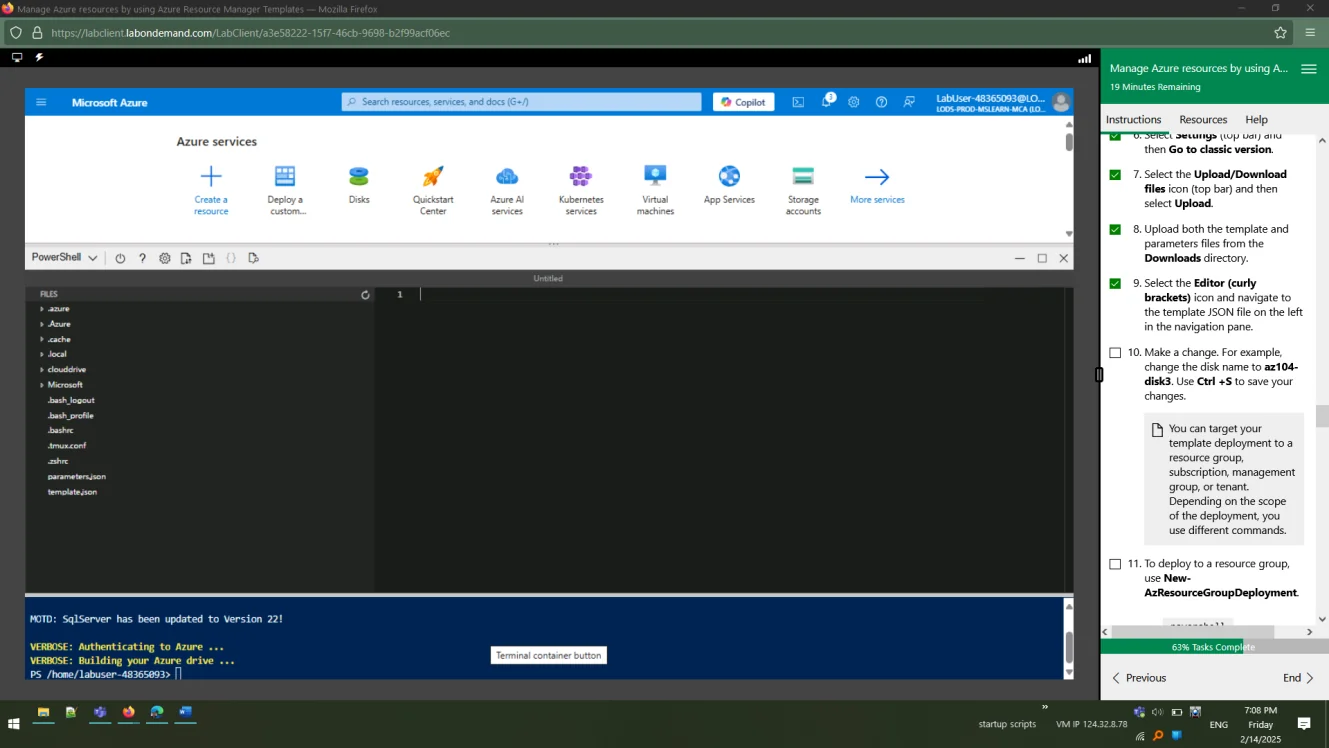 Manage Azure resources by using Azure Resource Manager Templates — Mozilla Firefox
https://labclient.labondemand.com/LabClient/a3e58222-15f7-46cb-9698-b2f99acf06ec
Microsoft Azure
Search resources, services, and docs (G+/)
Copilot
3
LabUser-48365093@LO...
LODS-PROD-MSLEARN-MCA (LO...
Azure services
Create a
resource
Deploy a
custom...
Disks
Quickstart
Center
Azure AI
services
Kubernetes
services
Virtual
machines
App Services
Storage
accounts
More services
PowerShell
Untitled
FILES
.azure
.Azure
.cache
.local
clouddrive
Microsoft
.bash_logout
.bash_profile
.bashrc
.tmux.conf
.zshrc
parameters.json
template.json
1
MOTD: SqlServer has been updated to Version 22!
VERBOSE: Authenticating to Azure ...
VERBOSE: Building your Azure drive ...
PS /home/labuser-48365093>
Terminal container button
Manage Azure resources by using A...
19 Minutes Remaining
Instructions Resources Help
6. Select Settings (top bar) and
then Go to classic version.
7. Select the Upload/Download
files icon (top bar) and then
select Upload.
8. Upload both the template and
parameters files from the
Downloads directory.
9. Select the Editor (curly
brackets) icon and navigate to
the template JSON file on the left
in the navigation pane.
10. Make a change. For example,
change the disk name to az104-
disk3. Use Ctrl +S to save your
changes.
You can target your
template deployment to a
resource group,
subscription, management
group, or tenant.
Depending on the scope
of the deployment, you
use different commands.
11. To deploy to a resource group,
use New-
AzResourceGroupDeployment.
powershell
63% Tasks Complete
Previous
End
startup scripts
VM IP 124.32.8.78
ENG
7:08 PM
Friday
2/14/2025